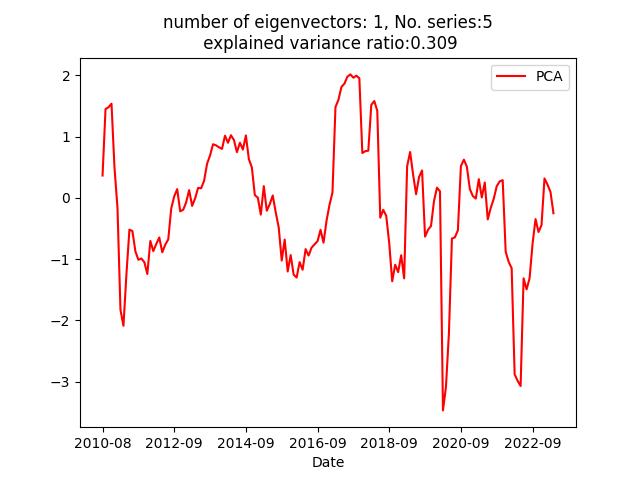 number of eigenvectors: 1, No. series:5
explained variance ratio:0.309
PCA
2
1
0
−1
−2
−3
2010-08 2012-09 2014-09 2016-09 2018-09 2020-09 2022-09
Date